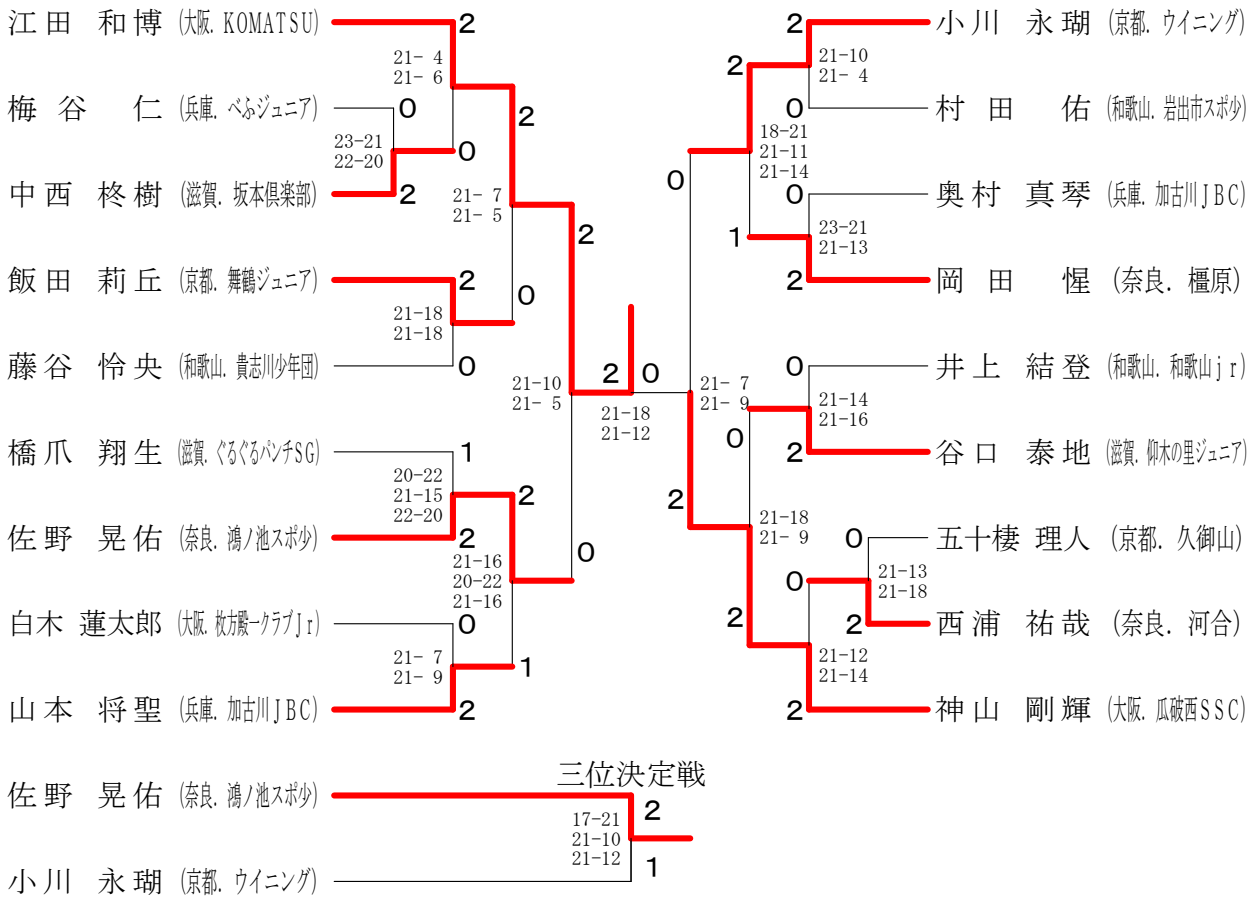 江田 和博 (大阪. KOMATSU) 2
21- 4
21- 6
2
梅谷 仁 (兵庫. べふジュニア) 0
23-21
22-20
0
中西 柊樹 (滋賀. 坂本倶楽部) 2
21- 7
21- 5
2
飯田 莉丘 (京都. 舞鶴ジュニア) 2
0
21-18
21-18
藤谷 怜央 (和歌山. 貴志川少年団) 0
21-10
21- 5
2 0
21-18
21-12
橋爪 翔生 (滋賀. ぐるぐるパンチSG) 1
20-22
21-15
22-20
2
佐野 晃佑 (奈良. 鴻ノ池スポ少) 2
0
21-16
20-22
21-16
白木 蓮太郎 (大阪. 枚方殿一クラブJr) 0
21- 7
21- 9
1
山本 将聖 (兵庫. 加古川JBC) 2
2 小川 永瑚 (京都. ウイニング)
21-10
21- 4
2
0 村田 佑 (和歌山. 岩出市スポ少)
18-21
21-11
21-14
0
0 奥村 真琴 (兵庫. 加古川JBC)
23-21
21-13
1
2 岡田 惺 (奈良. 橿原)
0 井上 結登 (和歌山. 和歌山jr)
21- 7
21- 9
21-14
21-16
0
2 谷口 泰地 (滋賀. 仰木の里ジュニア)
2
21-18
21- 9
0 五十棲 理人 (京都. 久御山)
21-13
21-18
0
2 西浦 祐哉 (奈良. 河合)
2
21-12
21-14
2 神山 剛輝 (大阪. 瓜破西SSC)
三位決定戦
佐野 晃佑 (奈良. 鴻ノ池スポ少) 2
17-21
21-10
21-12
小川 永瑚 (京都. ウイニング) 1